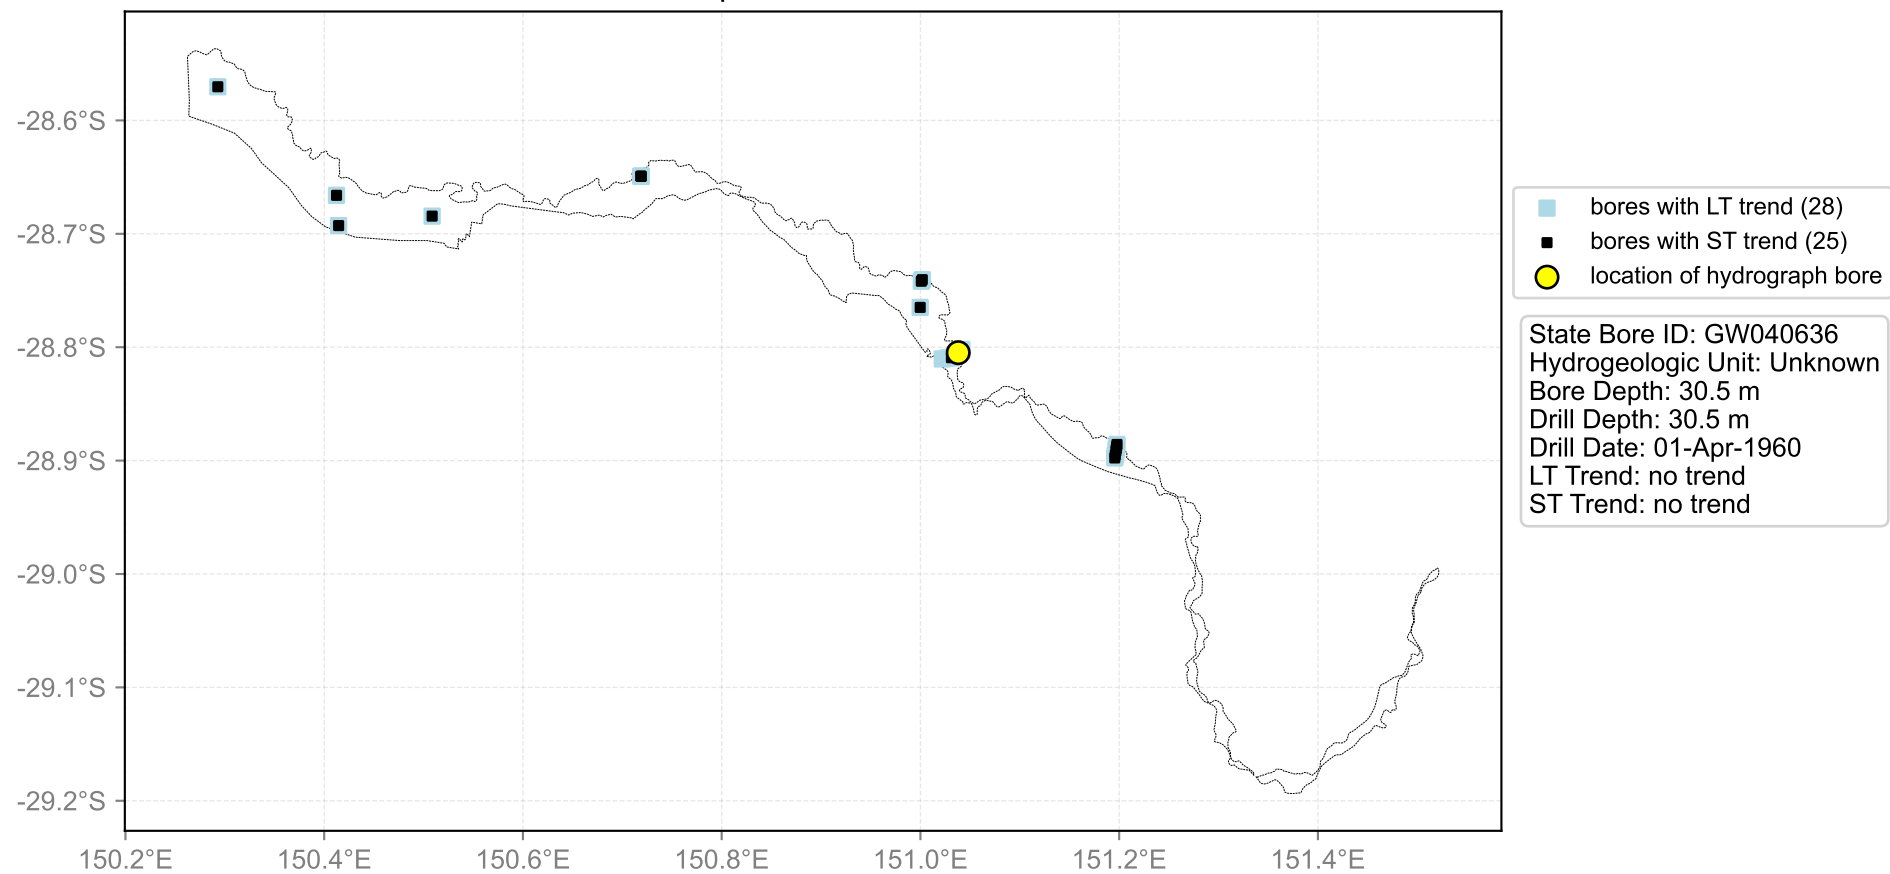 -28.6°S
-28.7°S
-28.8°S
-28.9°S
-29.0°S
-29.1°S
-29.2°S
150.2°E
150.4°E
150.6°E
150.8°E
151.0°E
151.2°E
151.4°E
bores with LT trend (28)
bores with ST trend (25)
location of hydrograph bore
State Bore ID: GW040636
Hydrogeologic Unit: Unknown
Bore Depth: 30.5 m
Drill Depth: 30.5 m
Drill Date: 01-Apr-1960
LT Trend: no trend
ST Trend: no trend